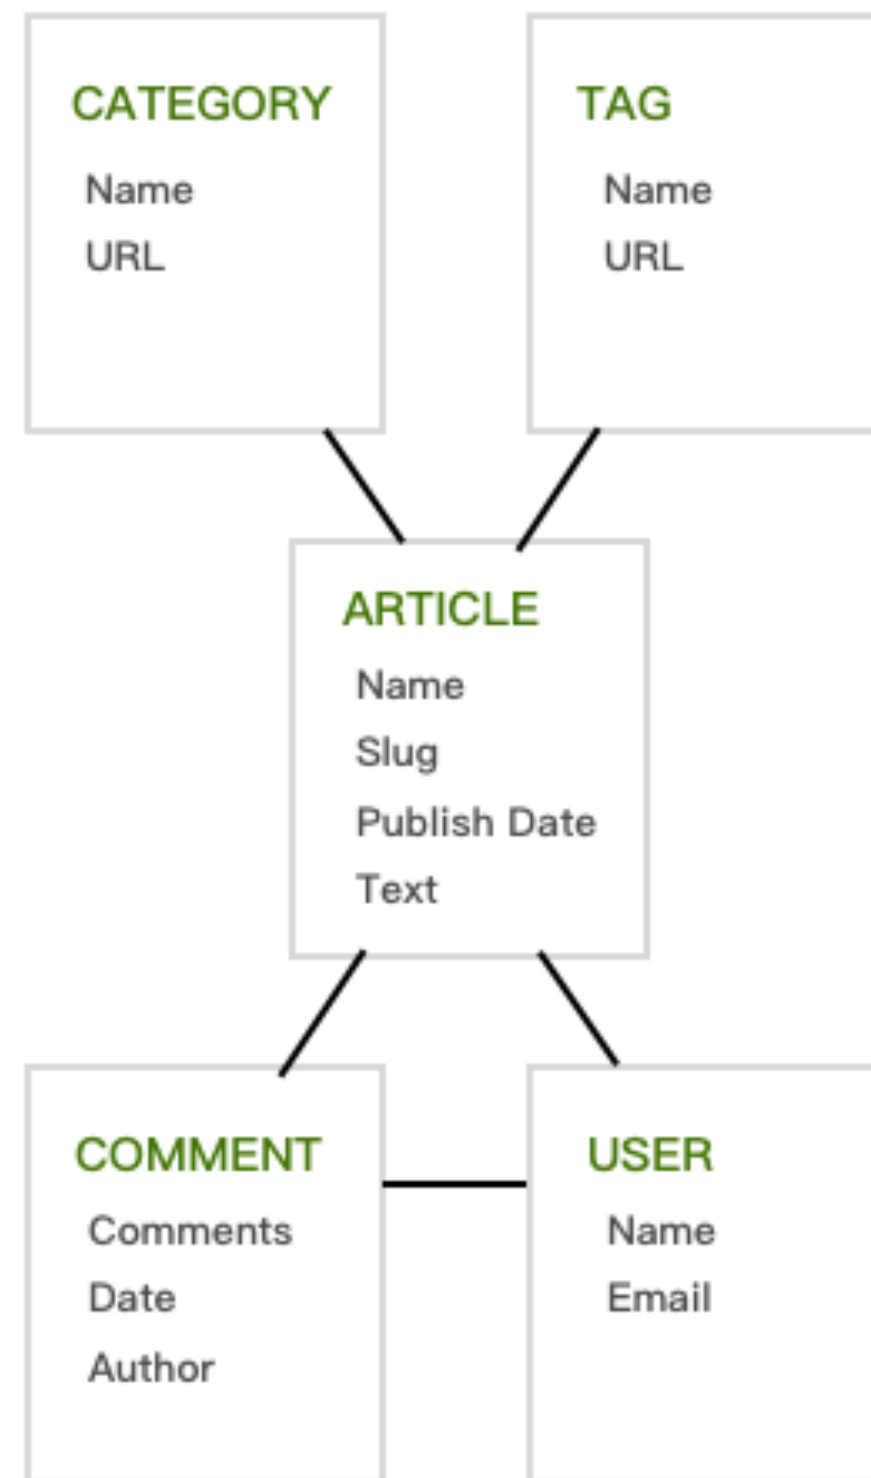 CATEGORY
Name
URL
TAG
Name
URL
ARTICLE
Name
Slug
Publish Date
Text
COMMENT
Comments
Date
Author
USER
Name
Email